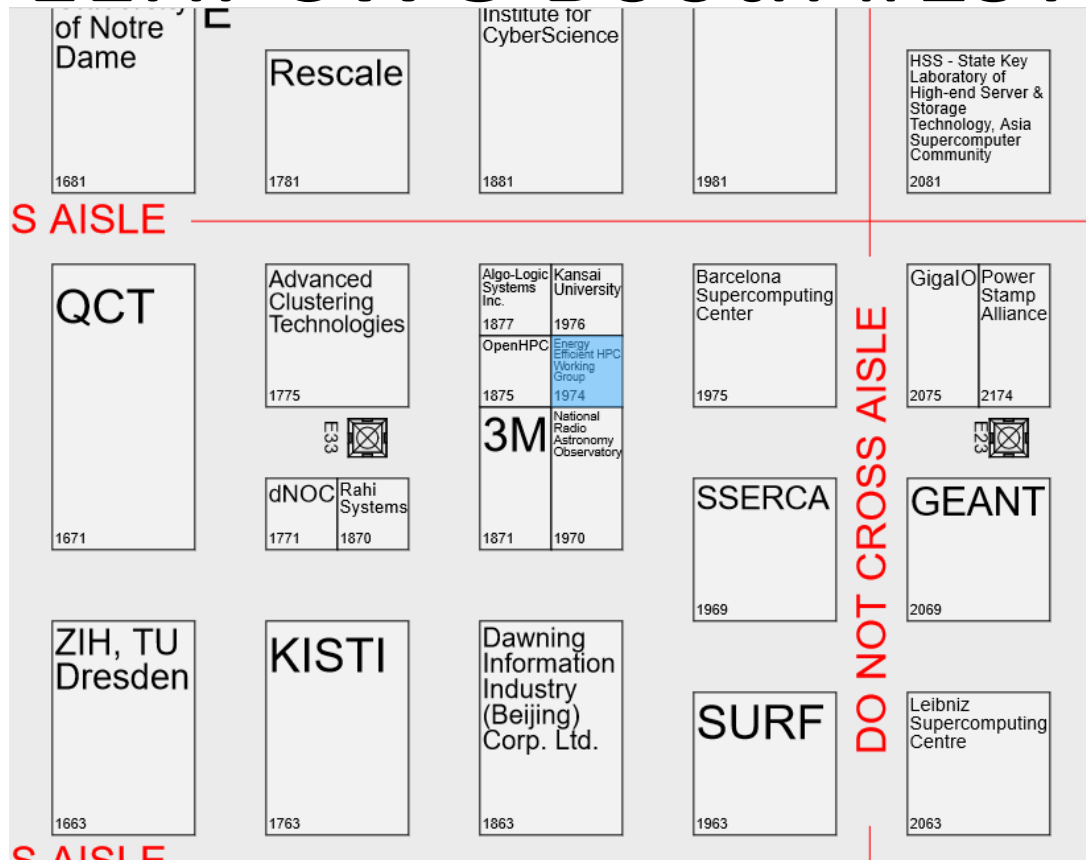 of Notre
Dame
1681
E
Rescale
1781
Institute for
CyberScience
1881
1981
HSS - State Key
Laboratory of
High-end Server &
Storage
Technology, Asia
Supercomputer
Community
2081
S AISLE
QCT
1671
Advanced
Clustering
Technologies
1775
Algo-Logic
Systems
Inc.
1877
Kansai
University
1976
OpenHPC
1875
Energy
Efficient HPC
Working
Group
1974
Barcelona
Supercomputing
Center
1975
GigaIO
2075
Power
Stamp
Alliance
2174
E33
dNOC
1771
Rahi
Systems
1870
3M
1871
National
Radio
Astronomy
Observatory
1970
SSERCA
1969
DO NOT CROSS AISLE
E23
GEANT
2069
ZIH, TU
Dresden
1663
KISTI
1763
Dawning
Information
Industry
(Beijing)
Corp. Ltd.
1863
SURF
1963
Leibniz
Supercomputing
Centre
2063
S AISLE